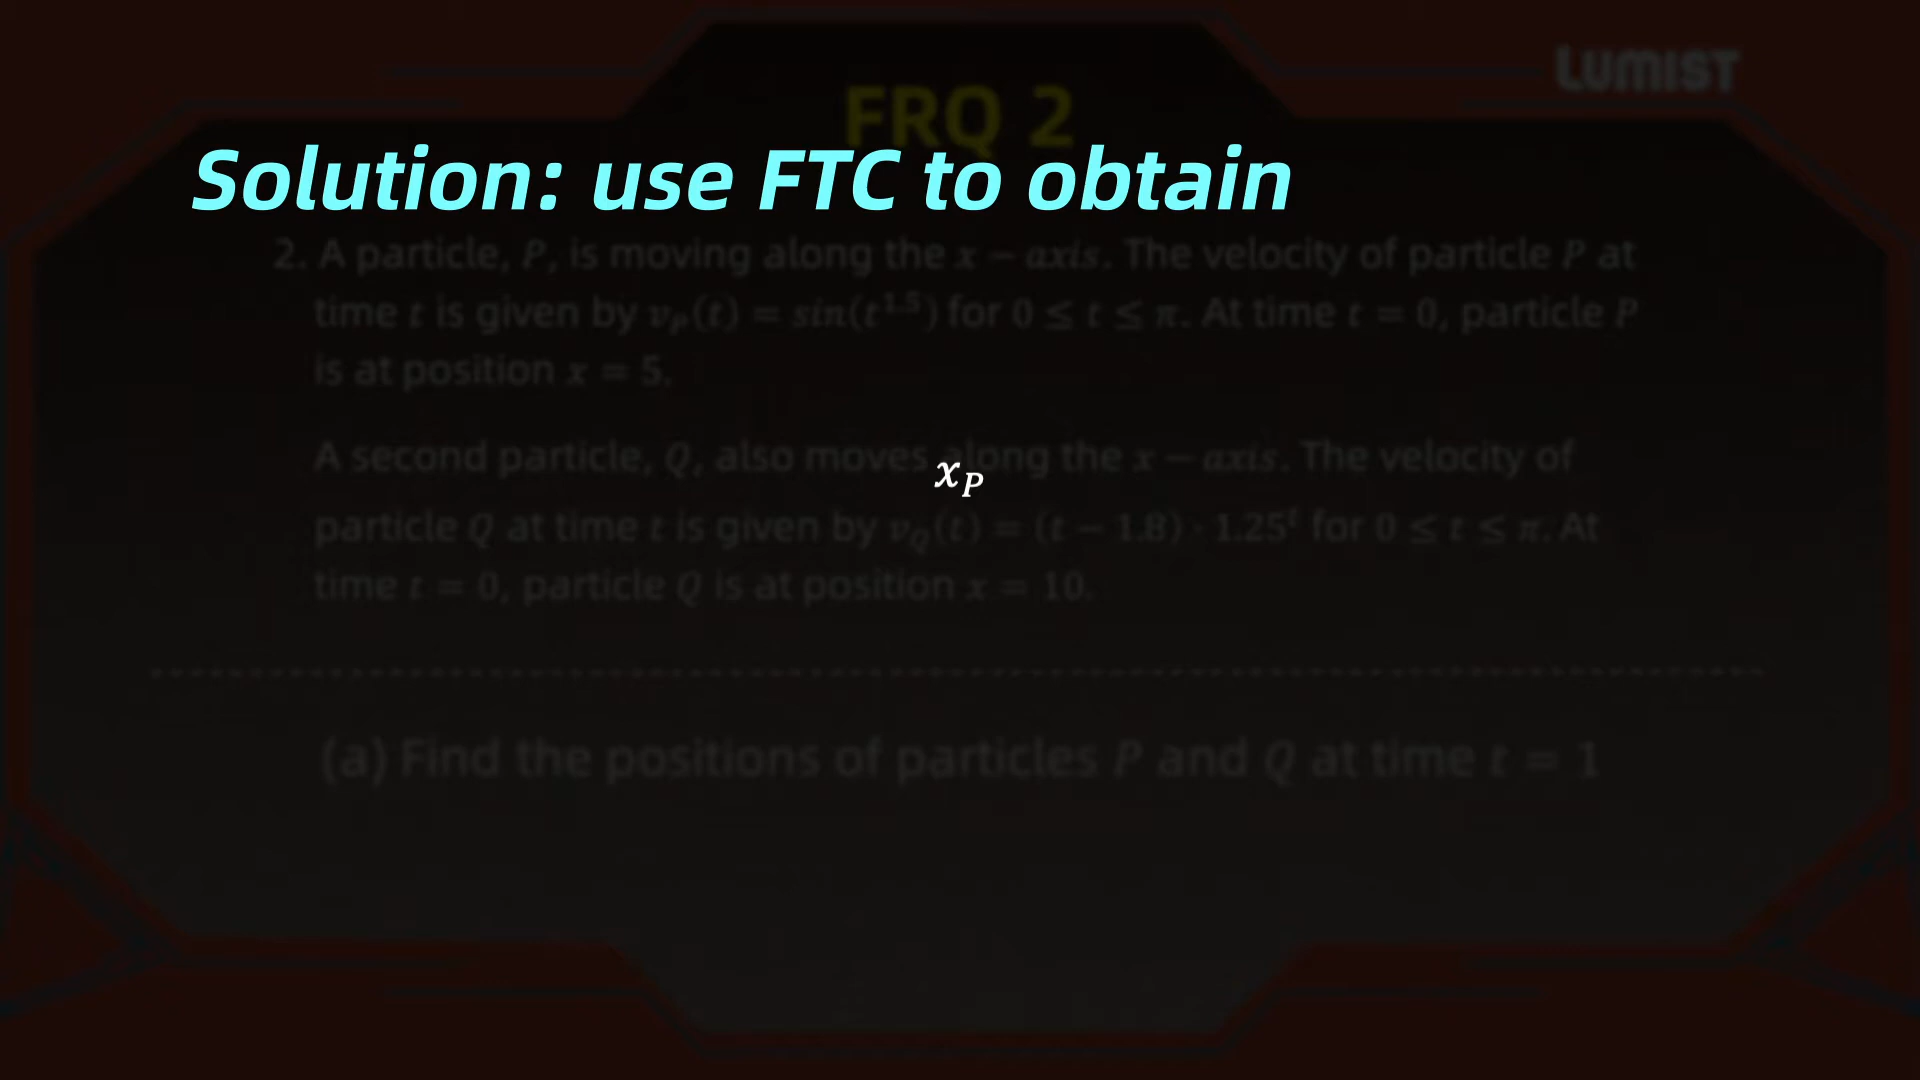 LUMIST
FRQ 2
Solution: use FTC to obtain
2. A particle, P, is moving along the x − axis. The velocity of particle P at
time t is given by v_P(t) = sin(t^1.5) for 0 ≤ t ≤ π. At time t = 0, particle P
is at position x = 5.
A second particle, Q, also moves along the x − axis. The velocity of
x_P
particle Q at time t is given by v_Q(t) = (t − 1.8) · 1.25^t for 0 ≤ t ≤ π. At
time t = 0, particle Q is at position x = 10.
(a) Find the positions of particles P and Q at time t = 1